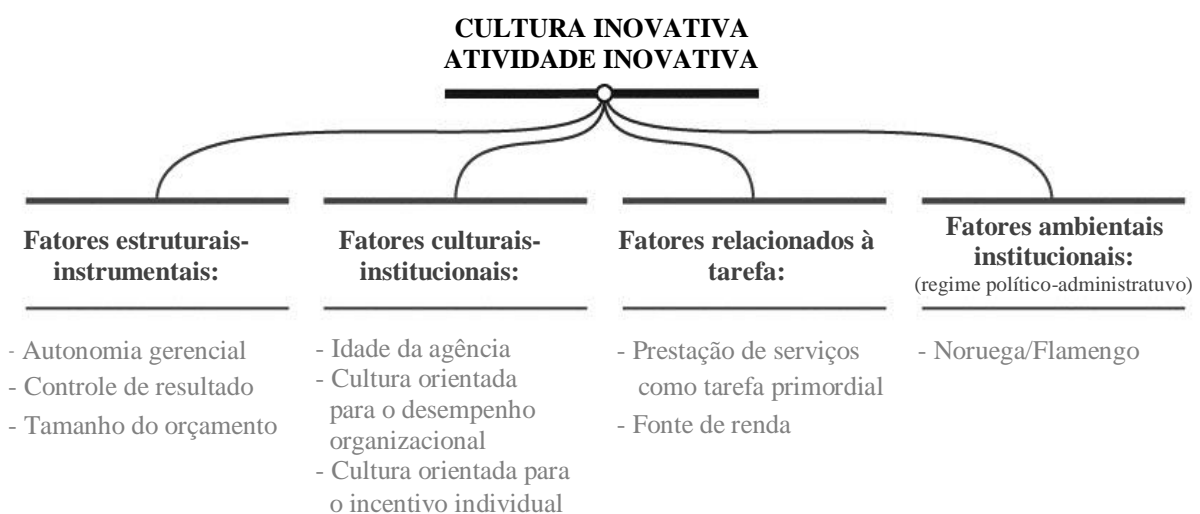 CULTURA INOVATIVA
ATIVIDADE INOVATIVA
Fatores estruturais-
instrumentais:
- Autonomia gerencial
- Controle de resultado
- Tamanho do orçamento
Fatores culturais-
institucionais:
- Idade da agência
- Cultura orientada
para o desempenho
organizacional
- Cultura orientada para
o incentivo individual
Fatores relacionados à
tarefa:
- Prestação de serviços
como tarefa primordial
- Fonte de renda
Fatores ambientais
institucionais:
(regime político-administratuvo)
- Noruega/Flamengo